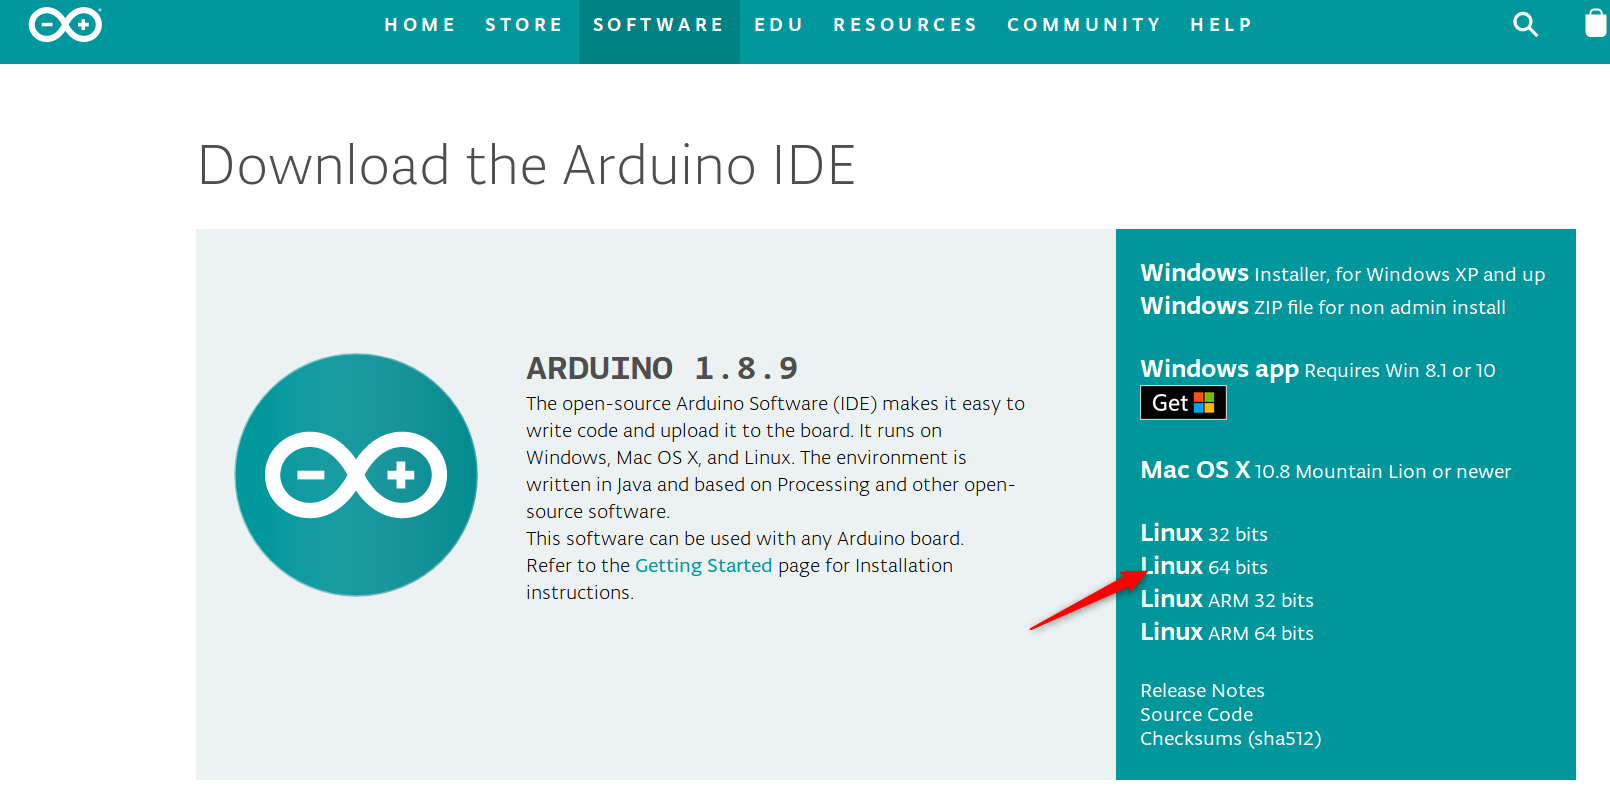 HOME STORE SOFTWARE EDU RESOURCES COMMUNITY HELP
Download the Arduino IDE
ARDUINO 1.8.9
The open-source Arduino Software (IDE) makes it easy to
write code and upload it to the board. It runs on
Windows, Mac OS X, and Linux. The environment is
written in Java and based on Processing and other open-
source software.
This software can be used with any Arduino board.
Refer to the Getting Started page for Installation
instructions.
Windows Installer, for Windows XP and up
Windows ZIP file for non admin install
Windows app Requires Win 8.1 or 10
Get
Mac OS X 10.8 Mountain Lion or newer
Linux 32 bits
Linux 64 bits
Linux ARM 32 bits
Linux ARM 64 bits
Release Notes
Source Code
Checksums (sha512)